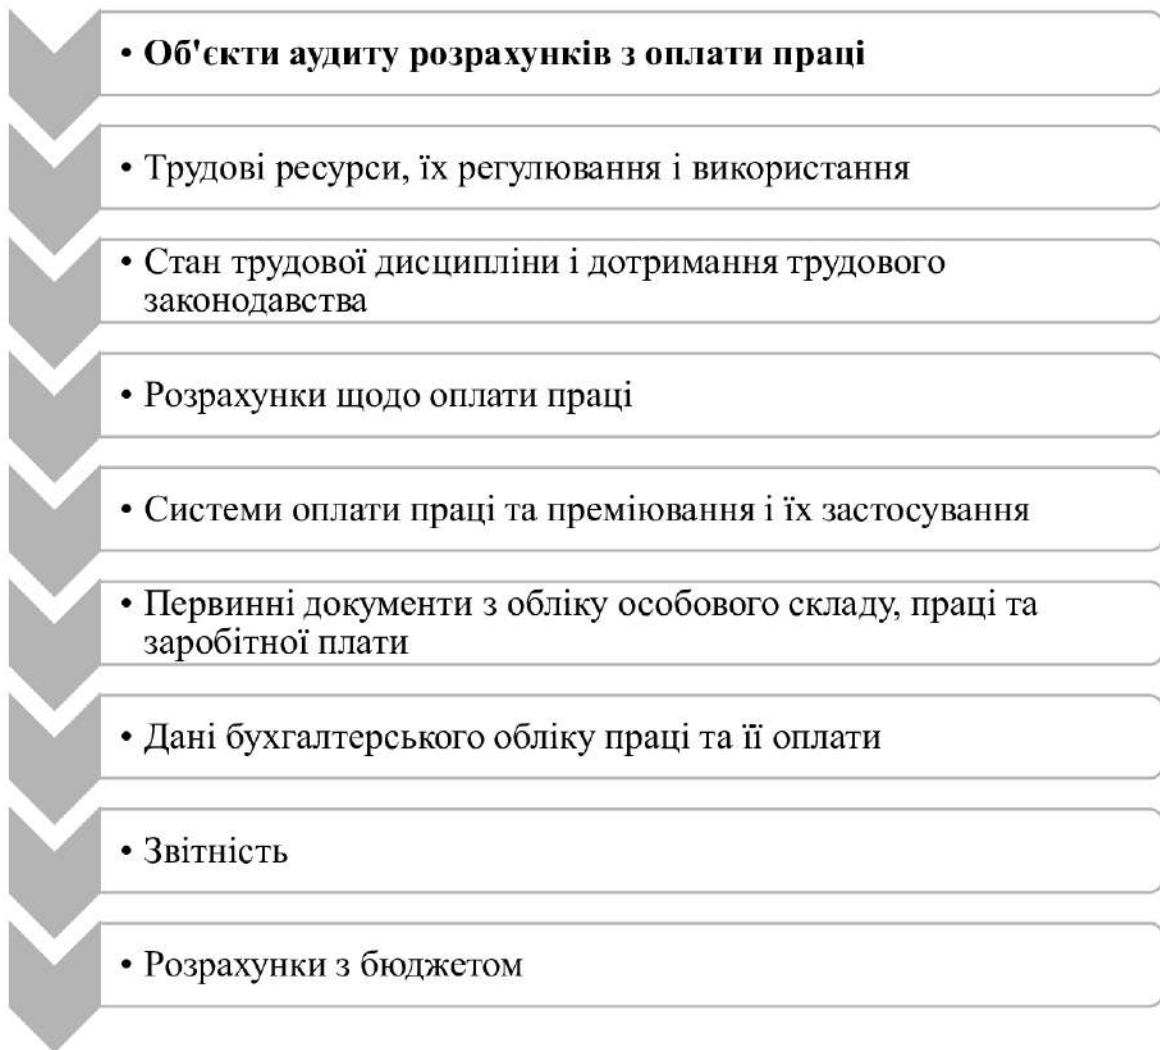 • Об'єкти аудиту розрахунків з оплати праці
• Трудові ресурси, їх регулювання і використання
• Стан трудової дисципліни і дотримання трудового
законодавства
• Розрахунки щодо оплати праці
• Системи оплати праці та преміювання і їх застосування
• Первинні документи з обліку особового складу, праці та
заробітної плати
• Дані бухгалтерського обліку праці та її оплати
• Звітність
• Розрахунки з бюджетом